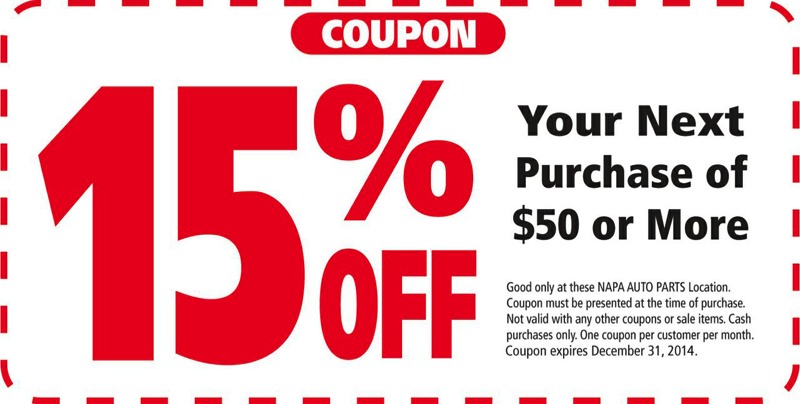 COUPON
15% OFF
Your Next
Purchase of
$50 or More
Good only at these NAPA AUTO PARTS Location.
Coupon must be presented at the time of purchase.
Not valid with any other coupons or sale items. Cash
purchases only. One coupon per customer per month.
Coupon expires December 31, 2014.